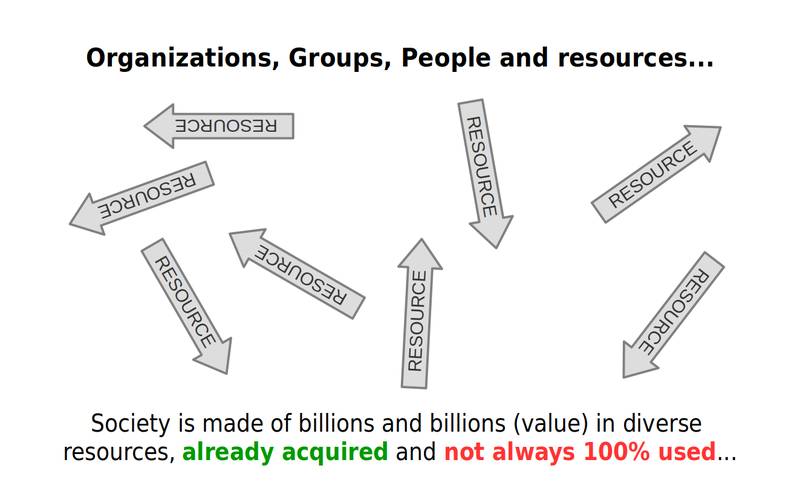 Organizations, Groups, People and resources...
RESOURCE
RESOURCE
RESOURCE
RESOURCE
RESOURCE
RESOURCE
RESOURCE
RESOURCE
Society is made of billions and billions (value) in diverse
resources, already acquired and not always 100% used...